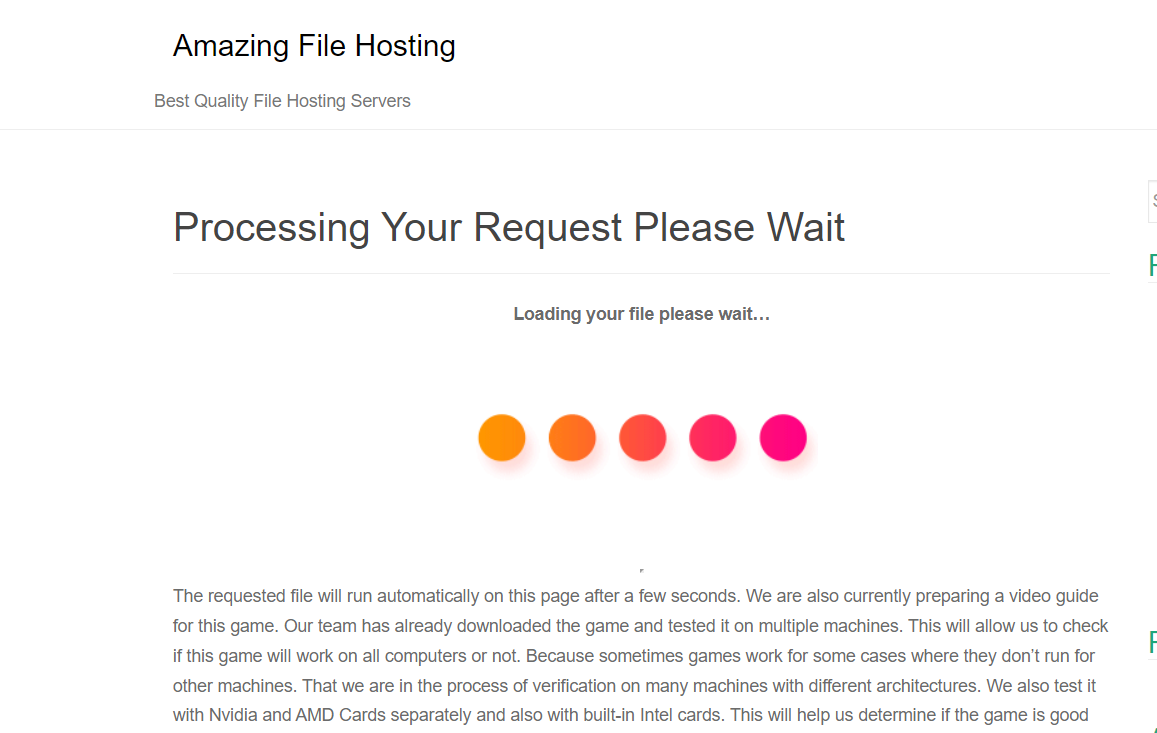 Amazing File Hosting
Best Quality File Hosting Servers
Processing Your Request Please Wait
Loading your file please wait…
The requested file will run automatically on this page after a few seconds. We are also currently preparing a video guide
for this game. Our team has already downloaded the game and tested it on multiple machines. This will allow us to check
if this game will work on all computers or not. Because sometimes games work for some cases where they don’t run for
other machines. That we are in the process of verification on many machines with different architectures. We also test it
with Nvidia and AMD Cards separately and also with built-in Intel cards. This will help us determine if the game is good